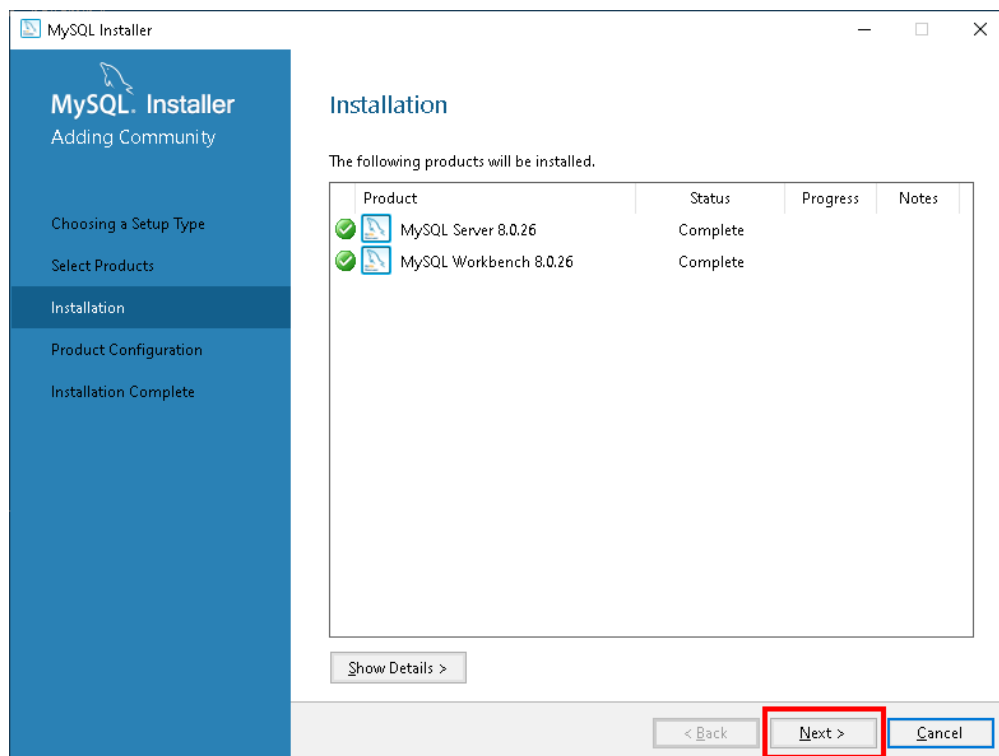 MySQL Installer
MySQL. Installer
Adding Community
Choosing a Setup Type
Select Products
Installation
Product Configuration
Installation Complete
Installation
The following products will be installed.
Product Status Progress Notes
MySQL Server 8.0.26 Complete
MySQL Workbench 8.0.26 Complete
Show Details >
< Back Next > Cancel